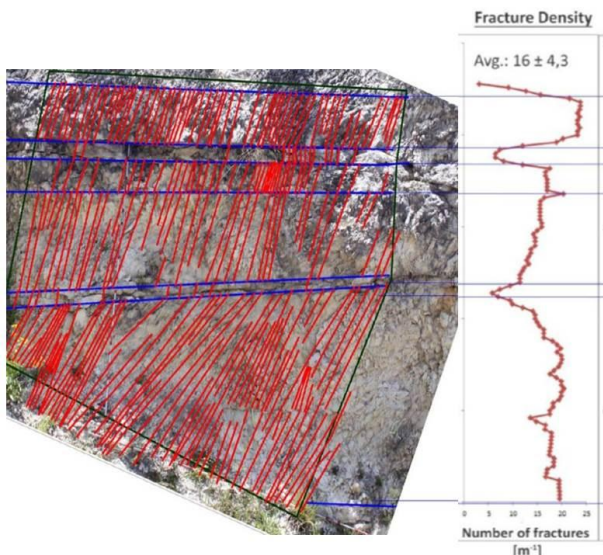 Fracture Density
Avg.: 16 ± 4,3
0 5 10 15 20 25
Number of fractures
[m⁻¹]